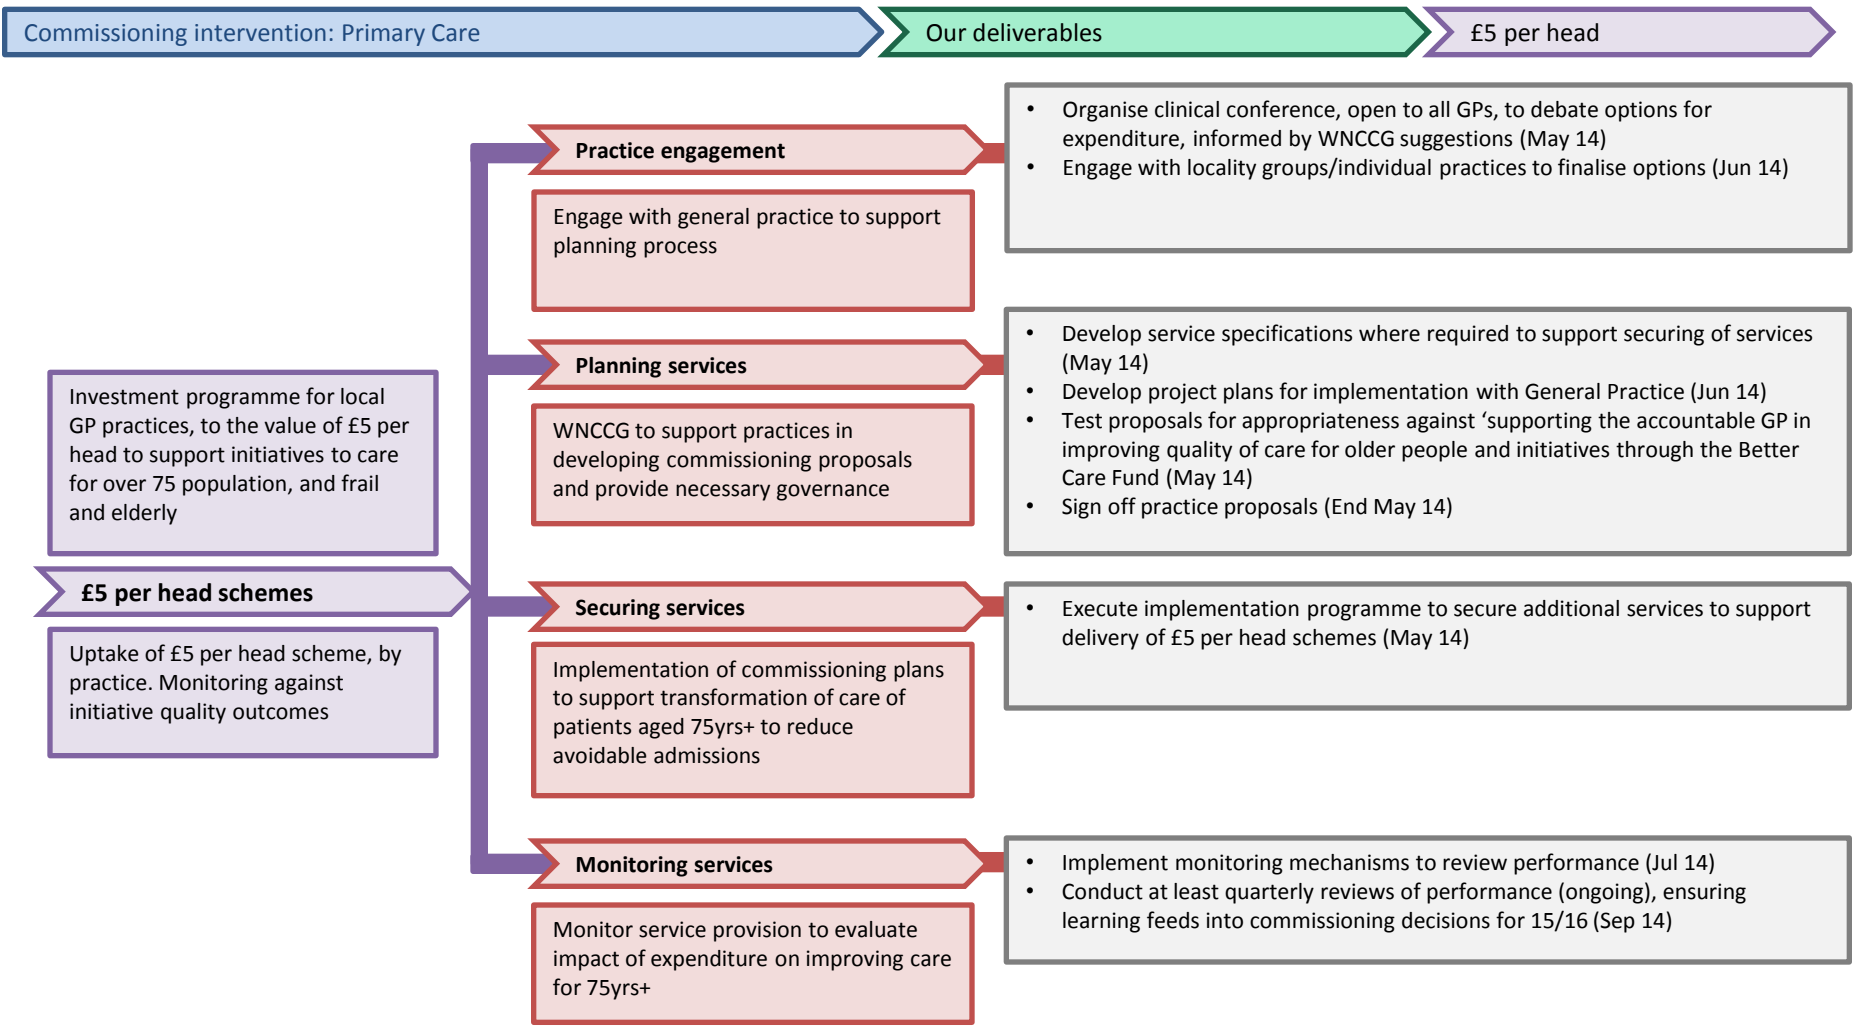 Commissioning intervention: Primary Care
Our deliverables
£5 per head
Investment programme for local
GP practices, to the value of £5 per
head to support initiatives to care
for over 75 population, and frail
and elderly
£5 per head schemes
Uptake of £5 per head scheme, by
practice. Monitoring against
initiative quality outcomes
Practice engagement
Engage with general practice to support
planning process
• Organise clinical conference, open to all GPs, to debate options for
expenditure, informed by WNCCG suggestions (May 14)
• Engage with locality groups/individual practices to finalise options (Jun 14)
Planning services
WNCCG to support practices in
developing commissioning proposals
and provide necessary governance
• Develop service specifications where required to support securing of services
(May 14)
• Develop project plans for implementation with General Practice (Jun 14)
• Test proposals for appropriateness against ‘supporting the accountable GP in
improving quality of care for older people and initiatives through the Better
Care Fund (May 14)
• Sign off practice proposals (End May 14)
Securing services
Implementation of commissioning plans
to support transformation of care of
patients aged 75yrs+ to reduce
avoidable admissions
• Execute implementation programme to secure additional services to support
delivery of £5 per head schemes (May 14)
Monitoring services
Monitor service provision to evaluate
impact of expenditure on improving care
for 75yrs+
• Implement monitoring mechanisms to review performance (Jul 14)
• Conduct at least quarterly reviews of performance (ongoing), ensuring
learning feeds into commissioning decisions for 15/16 (Sep 14)